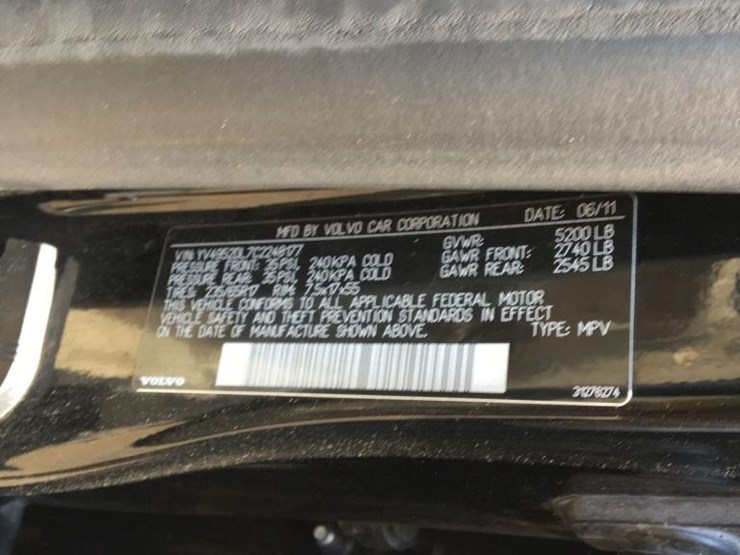 MFD BY VOLVO CAR CORPORATION DATE: 06/11
VIN: YV4952DL7C2248177 GVWR: 5200 LB
PRESSURE FRONT: 35 PSI, 240 KPA COLD GAWR FRONT: 2740 LB
PRESSURE REAR: 35 PSI, 240 KPA COLD GAWR REAR: 2545 LB
TIRES: 235/65R17 RIM: 7.5x17x55
THIS VEHICLE CONFORMS TO ALL APPLICABLE FEDERAL MOTOR
VEHICLE SAFETY AND THEFT PREVENTION STANDARDS IN EFFECT
ON THE DATE OF MANUFACTURE SHOWN ABOVE. TYPE: MPV
VOLVO 31276274